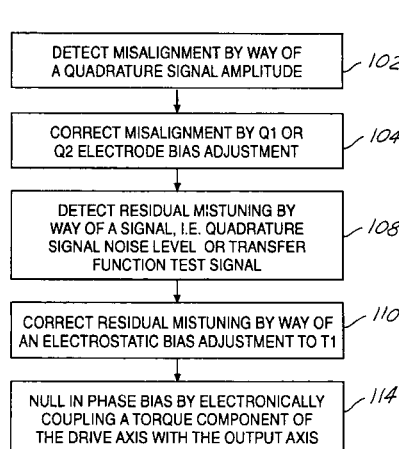 DETECT MISALIGNMENT BY WAY OF
A QUADRATURE SIGNAL AMPLITUDE
102
CORRECT MISALIGNMENT BY Q1 OR
Q2 ELECTRODE BIAS ADJUSTMENT
104
DETECT RESIDUAL MISTUNING BY
WAY OF A SIGNAL, I.E. QUADRATURE
SIGNAL NOISE LEVEL OR TRANSFER
FUNCTION TEST SIGNAL
108
CORRECT RESIDUAL MISTUNING BY WAY OF
AN ELECTROSTATIC BIAS ADJUSTMENT TO T1
110
NULL IN PHASE BIAS BY ELECTRONICALLY
COUPLING A TORQUE COMPONENT OF
THE DRIVE AXIS WITH THE OUTPUT AXIS
114